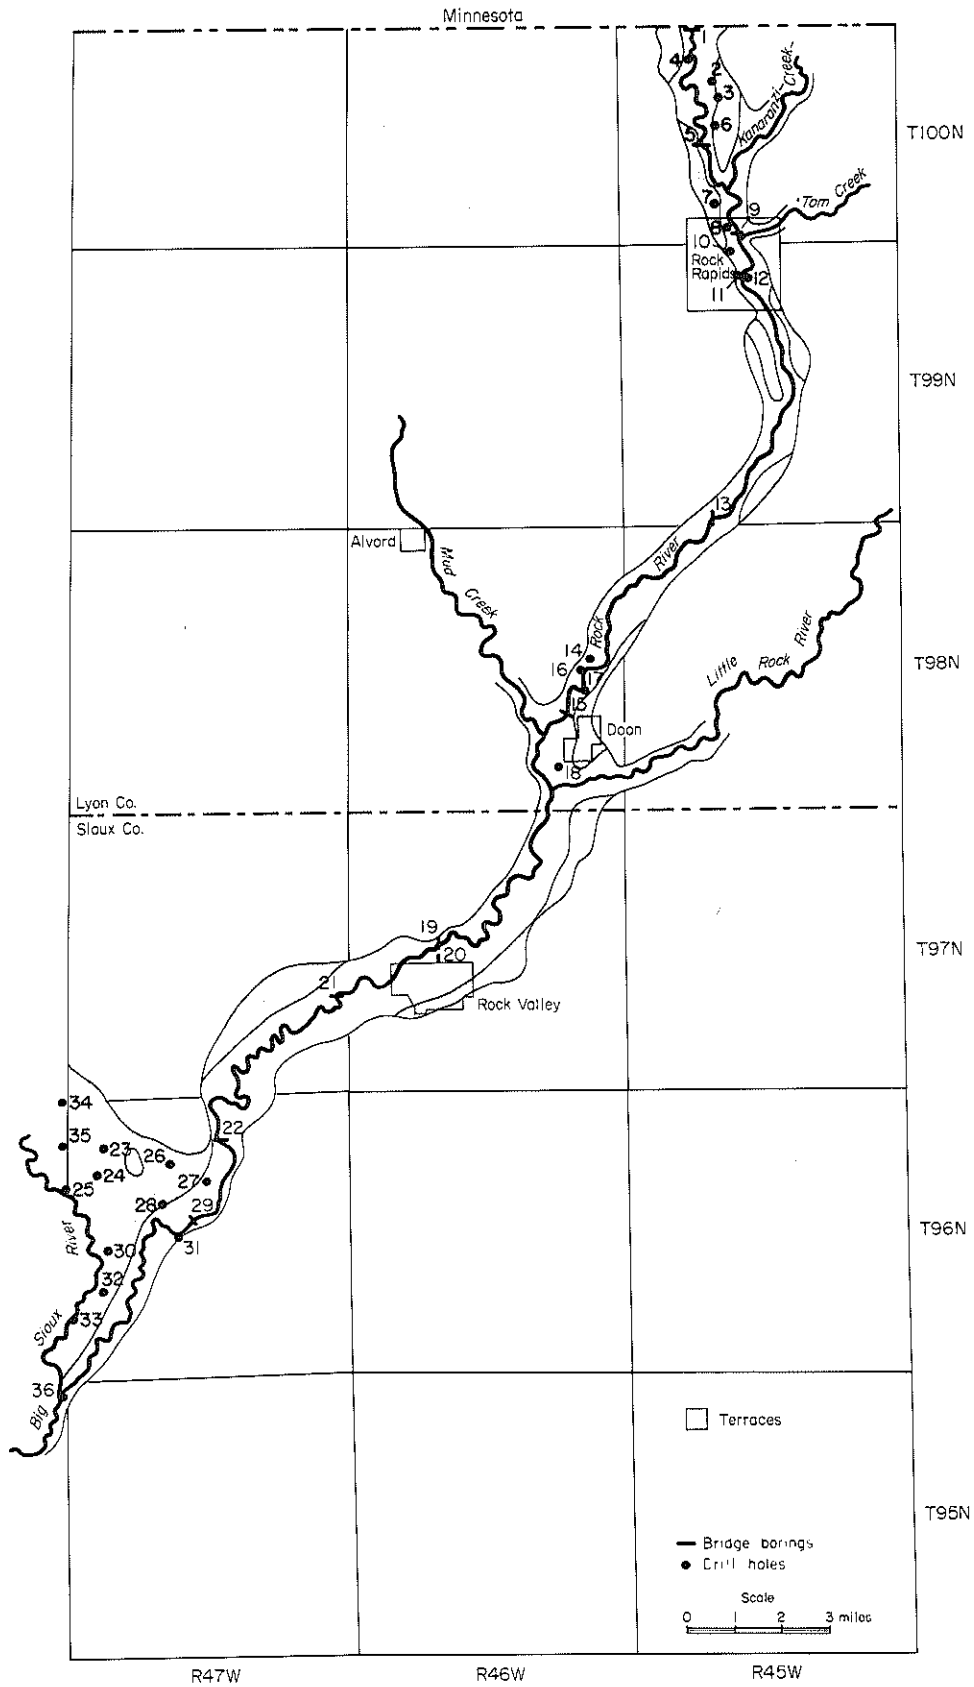 Minnesota
1
4
2
3
Kanaranzi Creek
T100N
6
5
7
9
Tom Creek
8
10
Rock
Rapids
12
11
T99N
13
Alvord
Mud
Creek
River
Rock
14
16
17
15
Little Rock River
T98N
Doon
18
Lyon Co.
Sioux Co.
19
20
T97N
21
Rock Valley
34
22
35
23
26
24
27
25
28
29
River
30
31
T96N
32
Sioux
33
36
Big
Terraces
T95N
Bridge borings
Drill holes
Scale
0 1 2 3 miles
R47W
R46W
R45W